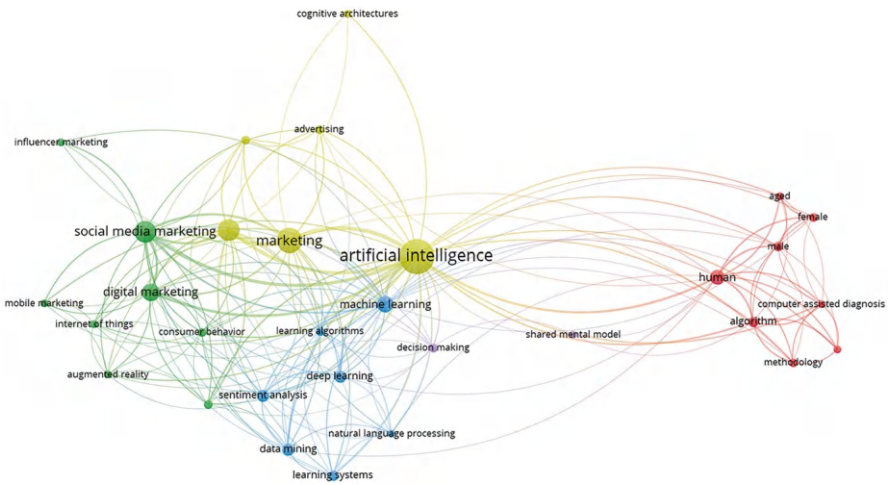 cognitive architectures
advertising
influencer marketing
aged
female
social media marketing
marketing
male
artificial intelligence
human
digital marketing
mobile marketing
machine learning
computer assisted diagnosis
internet of things
algorithm
consumer behavior
learning algorithms
shared mental model
decision making
methodology
augmented reality
deep learning
sentiment analysis
natural language processing
data mining
learning systems